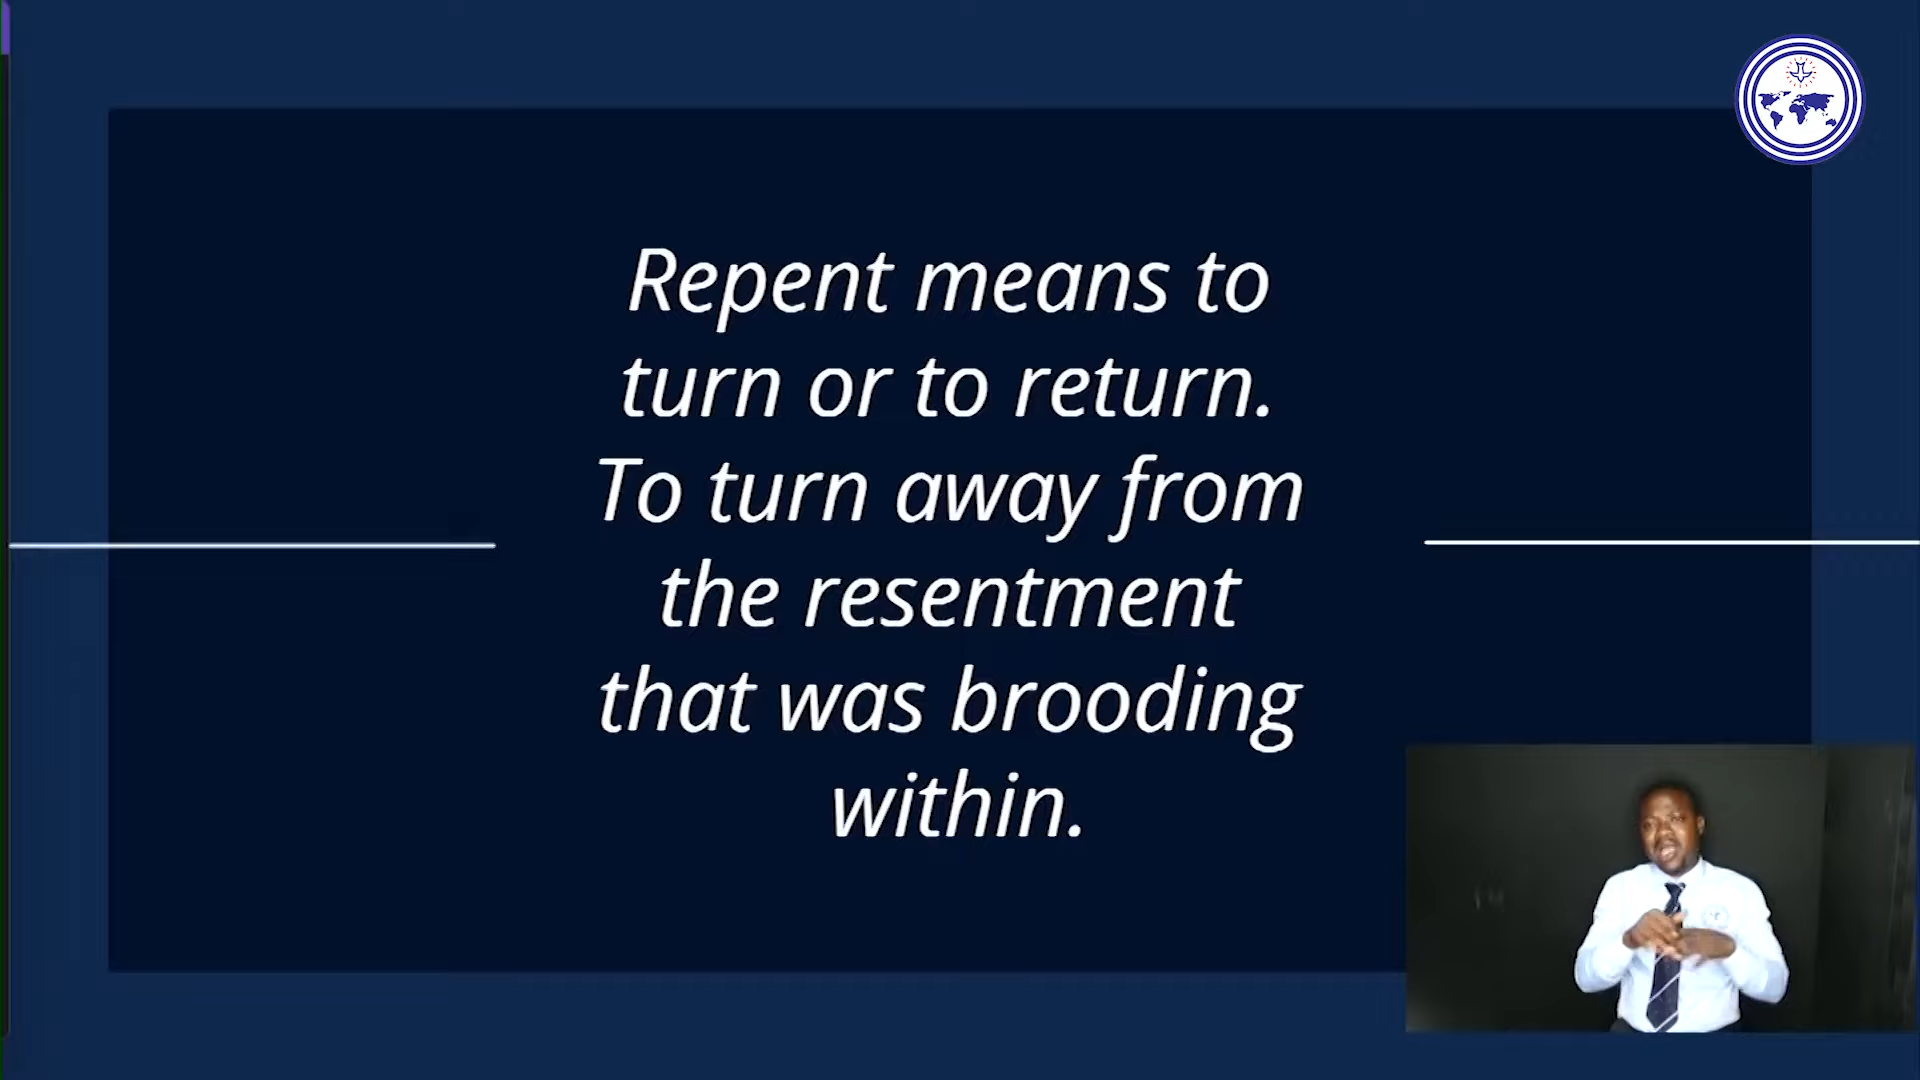 Repent means to
turn or to return.
To turn away from
the resentment
that was brooding
within.